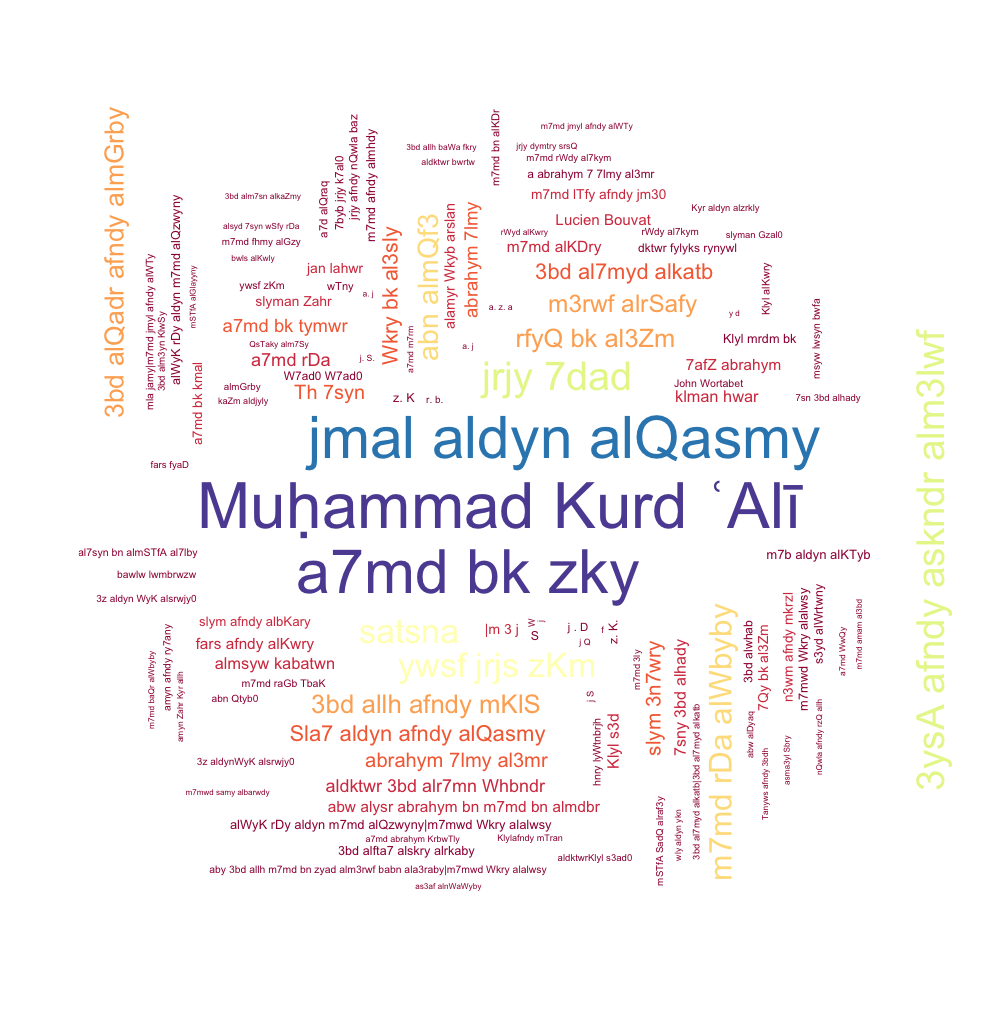 m7md jmyl afndy alWTy
3bd allh baWa fkry
jrjy dymtry srsQ
aldktwr bwrtw
m7md rWdy al7kym
m7md bn alKDr
a abrahym 7 7lmy al3mr
3bd alm7sn alkaZmy
m7md lTfy afndy jm30
a7d alQraq
7byb jrjy k7al0
jrjy afndy nQwla baz
m7md afndy almhdy
Kyr aldyn alzrkly
Lucien Bouvat
alsyd 7syn wSfy rDa
rWyd alKwry
rWdy al7kym
slyman Gzal0
m7md fhmy alGzy
m7md alKDry
dktwr fylyks rynywl
bwls alKwly
jan lahwr
3bd al7myd alkatb
ywsf zKm
wTny
a. j
slyman Zahr
m3rwf alrSafy
a. z. a
y d
Klyl alKwry
a7md bk tymwr
rfyQ bk al3Zm
Klyl mrdm bk
msyw lwsyn bwfa
QsTaky alm7Sy
a7md rDa
j. S.
a7md m7rm
a. j
Wkry bk al3sly
abn almQf3
alamyr Wkyb arslan
abrahym 7lmy
7afZ abrahym
W7ad0 W7ad0
jrjy 7dad
John Wortabet
almGrby
Th 7syn
z. K
r. b.
klman hwar
7sn 3bd alhady
kaZm aldjyly
3bd alQadr afndy almGrby
mla jamy|m7md jmyl afndy alWTy
3bd alm3yn KlwSy
alWyK rDy aldyn m7md alQzwyny
mSTfA alGlayyny
a7md bk kmal
jmal aldyn alQasmy
fars fyaD
Muḥammad Kurd ʿAlī
al7syn bn almSTfA al7lby
a7md bk zky
m7b aldyn alKTyb
bawlw lwmbrwzw
3z aldyn WyK alsrwjy0
3ysA afndy askndr alm3lwf
slym afndy albKary
satsna
|m 3 j
W
j
S
j . D
j Q
f
z. K.
fars afndy alKwry
almsyw kabatwn
ywsf jrjs zKm
m7md raGb TbaK
abn Qtyb0
3bd allh afndy mKlS
j S
m7md baQr alWbyby
amyn afndy ry7any
amyn Zahr Kyr allh
Sla7 aldyn afndy alQasmy
3z aldynWyK alsrwjy0
abrahym 7lmy al3mr
hnry lyWtnbrjh
Klyl s3d
m7md 3ly
slym 3n7wry
7sny 3bd alhady
3bd al7myd alkatb|3bd al7myd alkatb
m7md rDa alWbyby
3bd alwhab
7Qy bk al3Zm
n3wm afndy mkrzl
m7mwd Wkry alalwsy
s3yd alWrtwny
a7md WwQy
m7md amam al3bd
abw alDyaq
Tanyws afndy 3bdh
asma3yl Sbry
nQwla afndy rzQ allh
aldktwr 3bd alr7mn Whbndr
m7mwd samy albarwdy
abw alysr abrahym bn m7md bn almdbr
alWyK rDy aldyn m7md alQzwyny|m7mwd Wkry alalwsy
a7md abrahym KrbwTly
Klylafndy mTran
3bd alfta7 alskry alrkaby
aldktwrKlyl s3ad0
mSTfA SadQ alraf3y
wly aldyn ykn
aby 3bd allh m7md bn zyad alm3rwf babn ala3raby|m7mwd Wkry alalwsy
as3af alnWaWyby